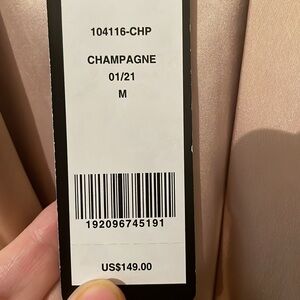 104116-CHP
CHAMPAGNE
01/21
M
192096745191
US$149.00